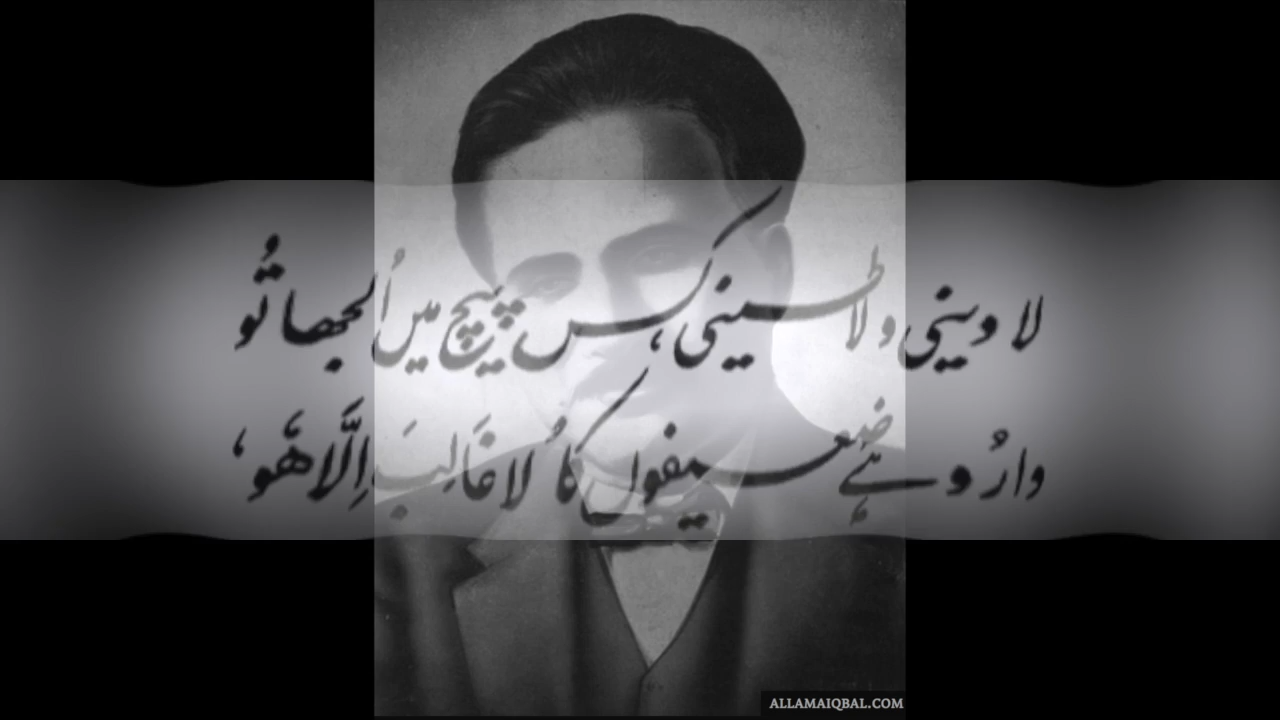 لا دینی و لاطینی، کس پیچ میں اُلجھا تُو
دارُو ہے ضعیفوں کا لَا غَالِبَ اِلَّا ھُو،
ALLAMAIQBAL.COM